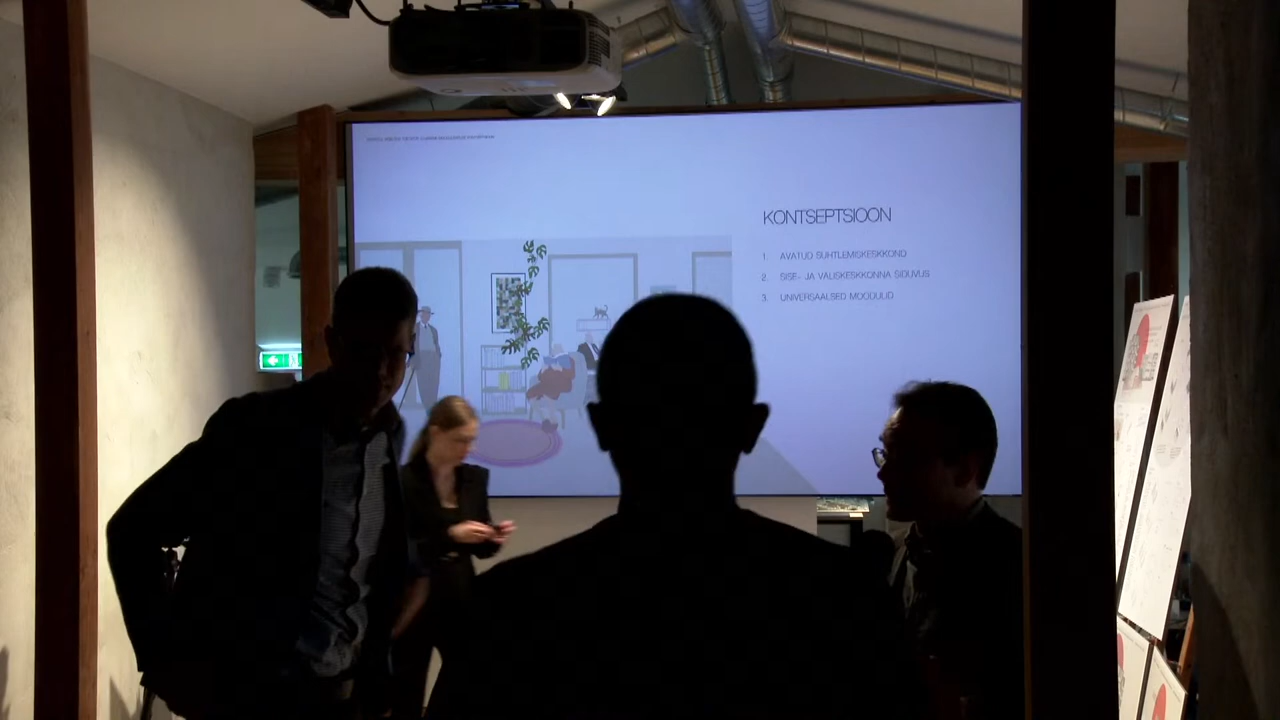 KONTSEPTSIOON
1. AVATUD SUHTLEMISKESKKOND
2. SISE- JA VÄLISKESKKONNA SIDUVUS
3. UNIVERSAALSED MOODULID